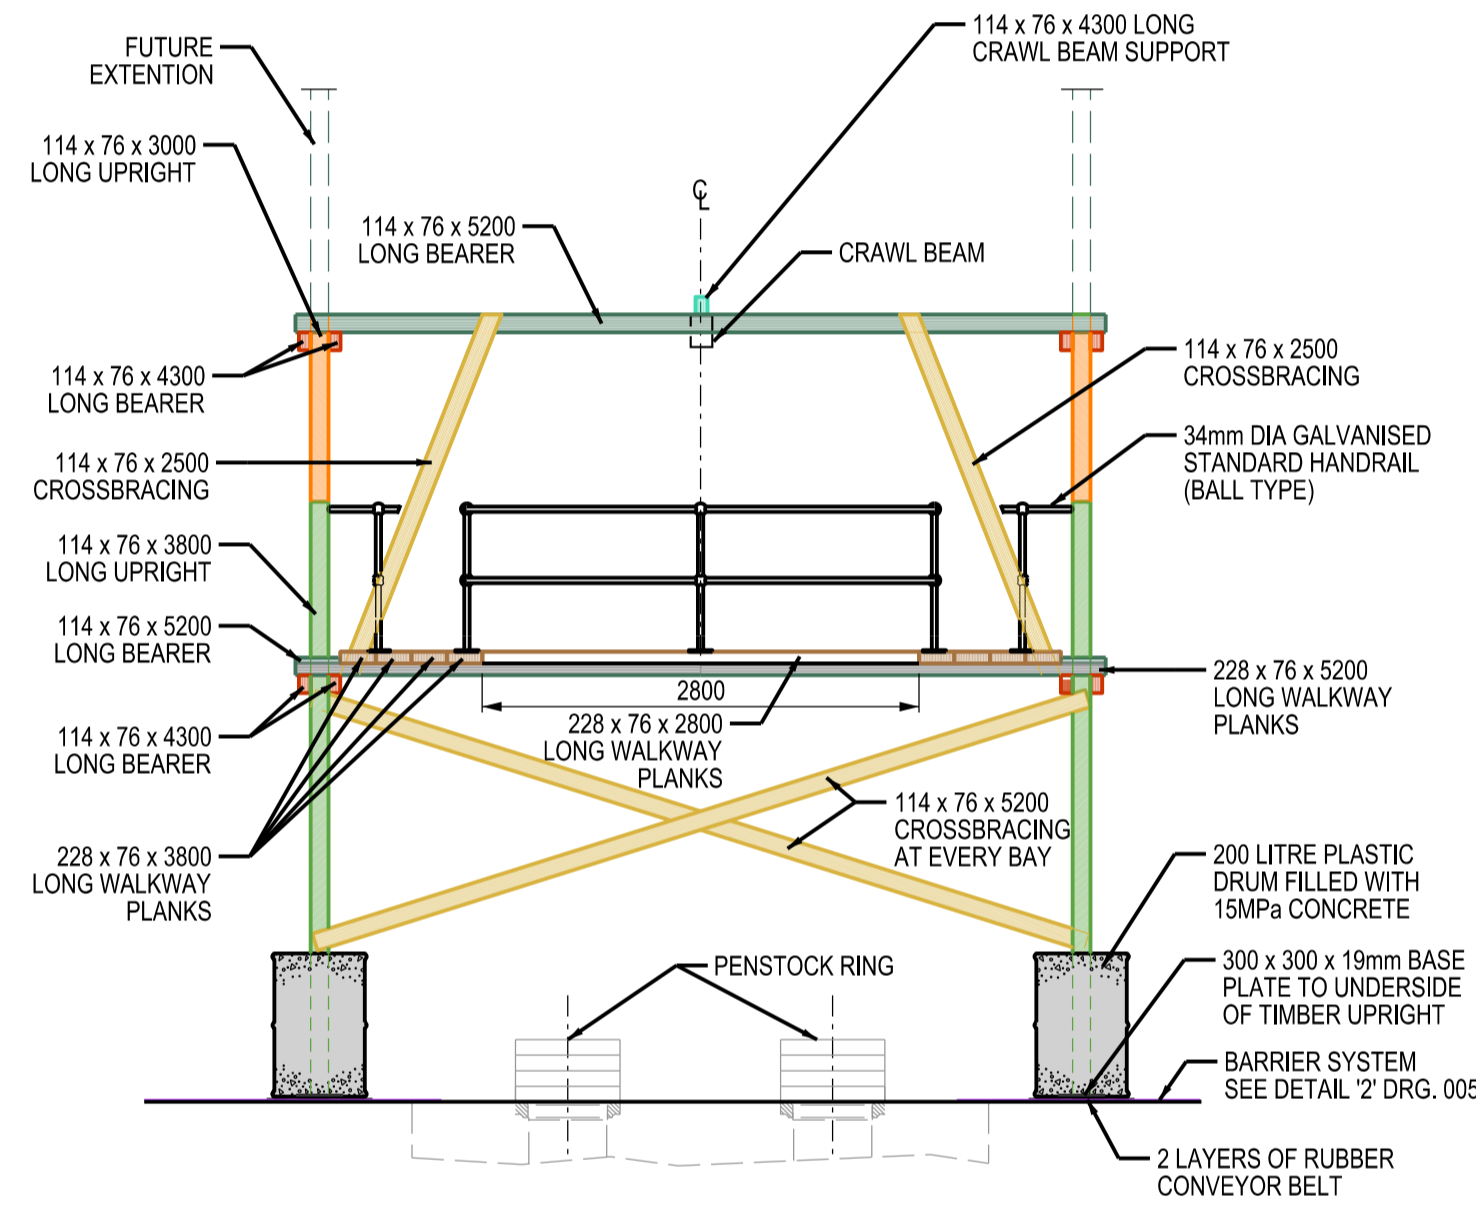 FUTURE
EXTENTION
114 x 76 x 3000
LONG UPRIGHT
114 x 76 x 5200
LONG BEARER
114 x 76 x 4300 LONG
CRAWL BEAM SUPPORT
℄
CRAWL BEAM
114 x 76 x 4300
LONG BEARER
114 x 76 x 2500
CROSSBRACING
114 x 76 x 2500
CROSSBRACING
34mm DIA GALVANISED
STANDARD HANDRAIL
(BALL TYPE)
114 x 76 x 3800
LONG UPRIGHT
114 x 76 x 5200
LONG BEARER
114 x 76 x 4300
LONG BEARER
228 x 76 x 3800
LONG WALKWAY
PLANKS
2800
228 x 76 x 2800
LONG WALKWAY
PLANKS
228 x 76 x 5200
LONG WALKWAY
PLANKS
114 x 76 x 5200
CROSSBRACING
AT EVERY BAY
200 LITRE PLASTIC
DRUM FILLED WITH
15MPa CONCRETE
PENSTOCK RING
300 x 300 x 19mm BASE
PLATE TO UNDERSIDE
OF TIMBER UPRIGHT
BARRIER SYSTEM
SEE DETAIL '2' DRG. 005
2 LAYERS OF RUBBER
CONVEYOR BELT